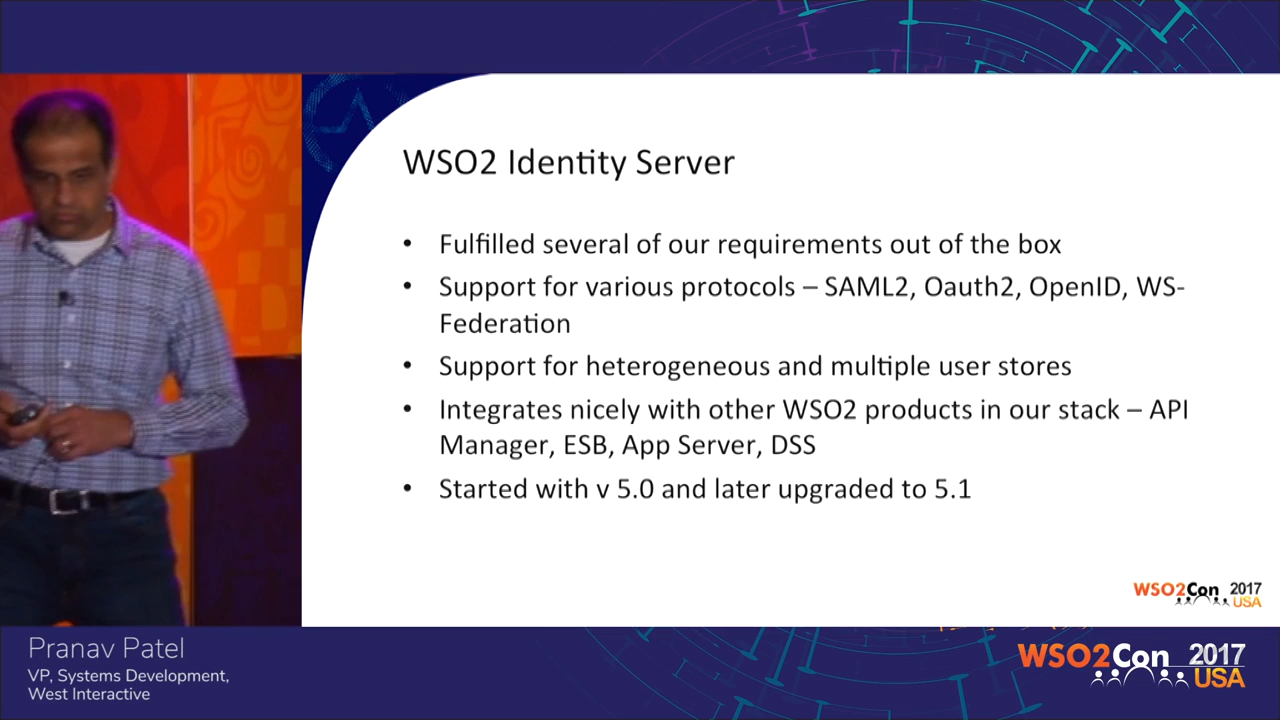 WSO2 Identity Server
• Fulfilled several of our requirements out of the box
• Support for various protocols – SAML2, Oauth2, OpenID, WS-
Federation
• Support for heterogeneous and multiple user stores
• Integrates nicely with other WSO2 products in our stack – API
Manager, ESB, App Server, DSS
• Started with v 5.0 and later upgraded to 5.1
WSO2Con 2017
USA
Pranav Patel
VP, Systems Development,
West Interactive
WSO2Con 2017
USA